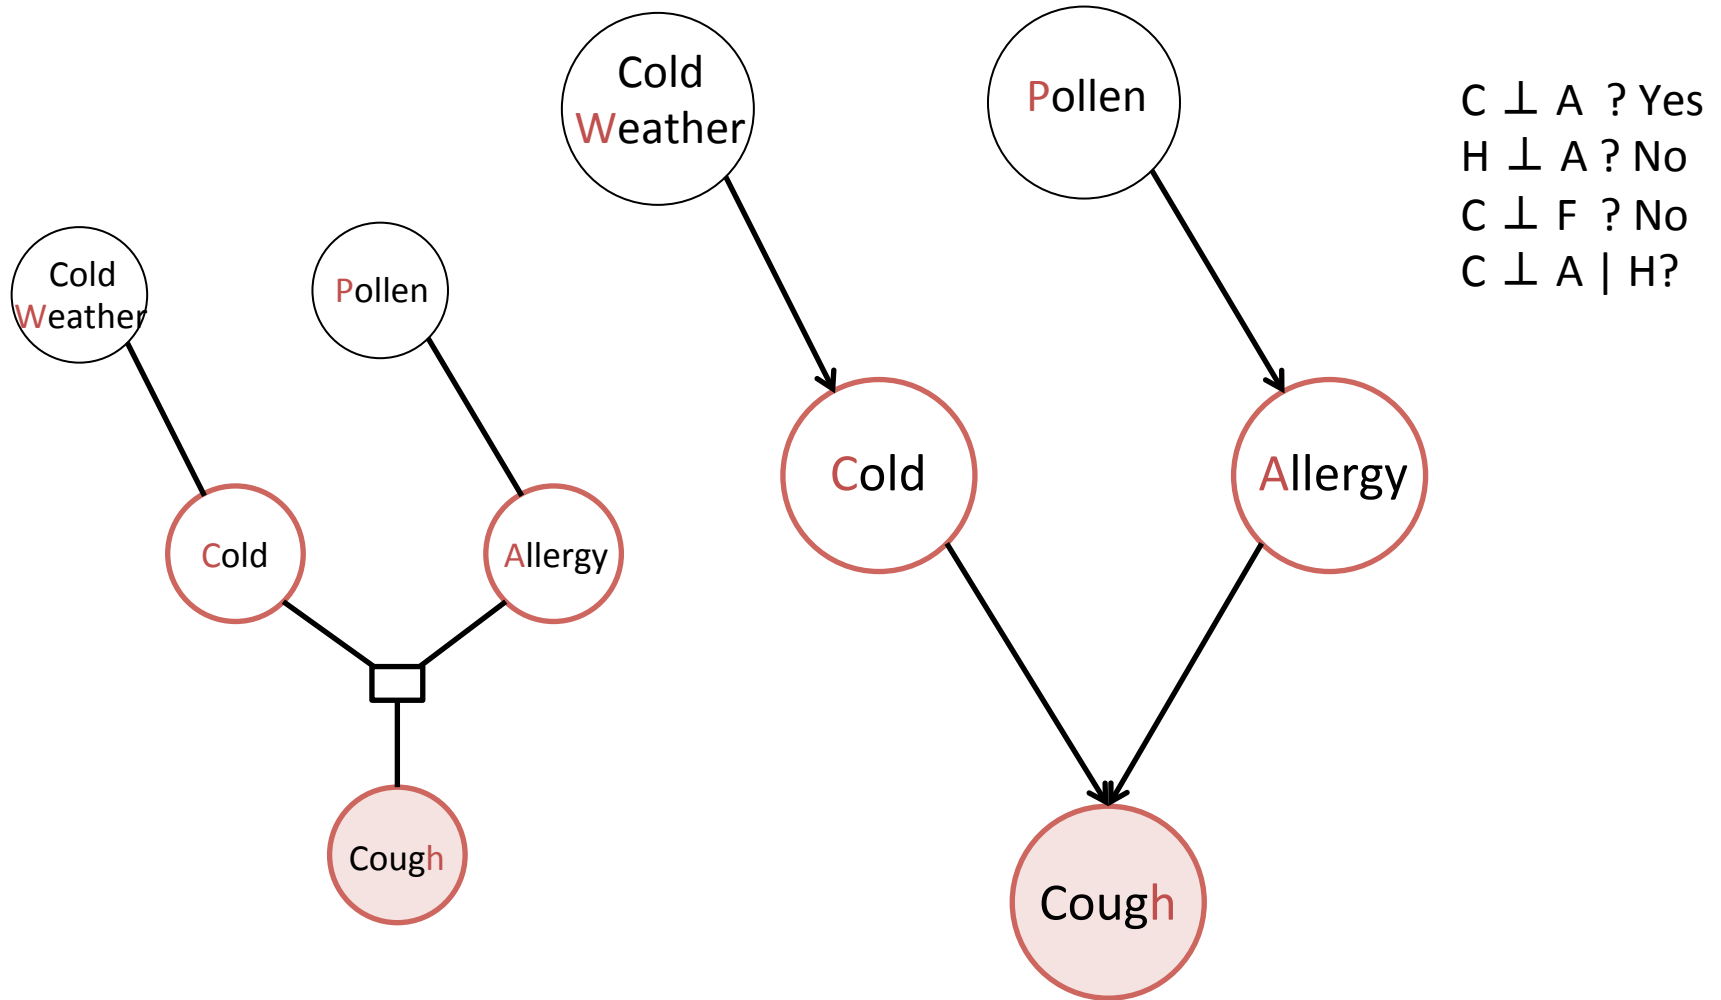 Cold
Weather
Pollen
Cold
Allergy
Cough
Cold
Weather
Pollen
Cold
Allergy
Cough
C ⊥ A ? Yes
H ⊥ A ? No
C ⊥ F ? No
C ⊥ A | H?